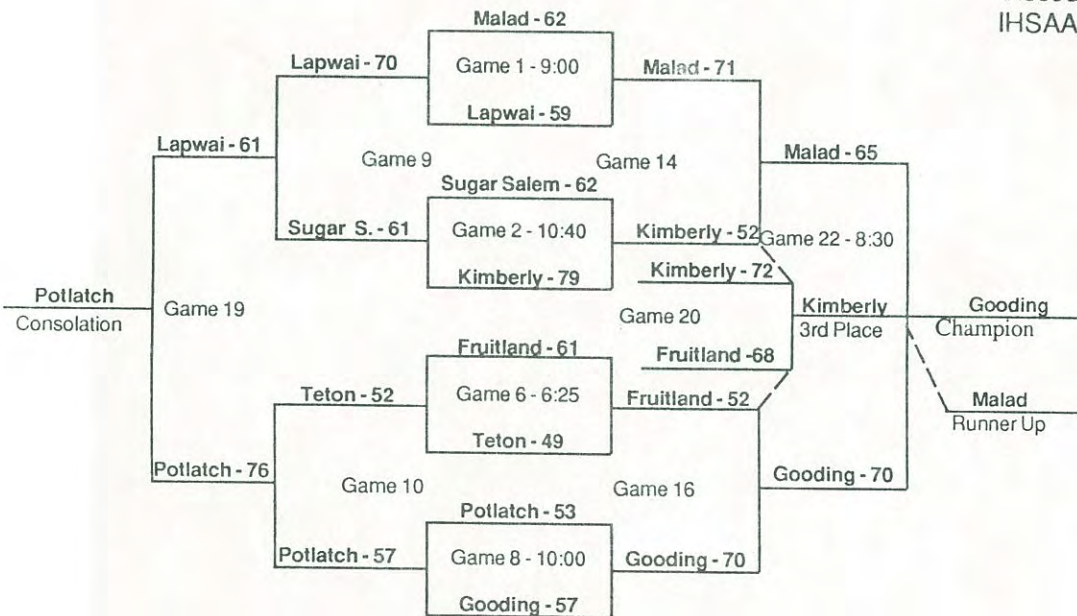 IHSAA
Malad - 62
Lapwai - 70
Game 1 - 9:00
Malad - 71
Lapwai - 59
Lapwai - 61
Game 9
Game 14
Malad - 65
Sugar Salem - 62
Sugar S. - 61
Game 2 - 10:40
Kimberly - 52
Game 22 - 8:30
Kimberly - 79
Kimberly - 72
Potlatch
Consolation
Game 19
Game 20
Kimberly
3rd Place
Gooding
Champion
Fruitland - 61
Fruitland -68
Teton - 52
Game 6 - 6:25
Fruitland - 52
Malad
Runner Up
Teton - 49
Potlatch - 76
Game 10
Game 16
Gooding - 70
Potlatch - 53
Potlatch - 57
Game 8 - 10:00
Gooding - 70
Gooding - 57